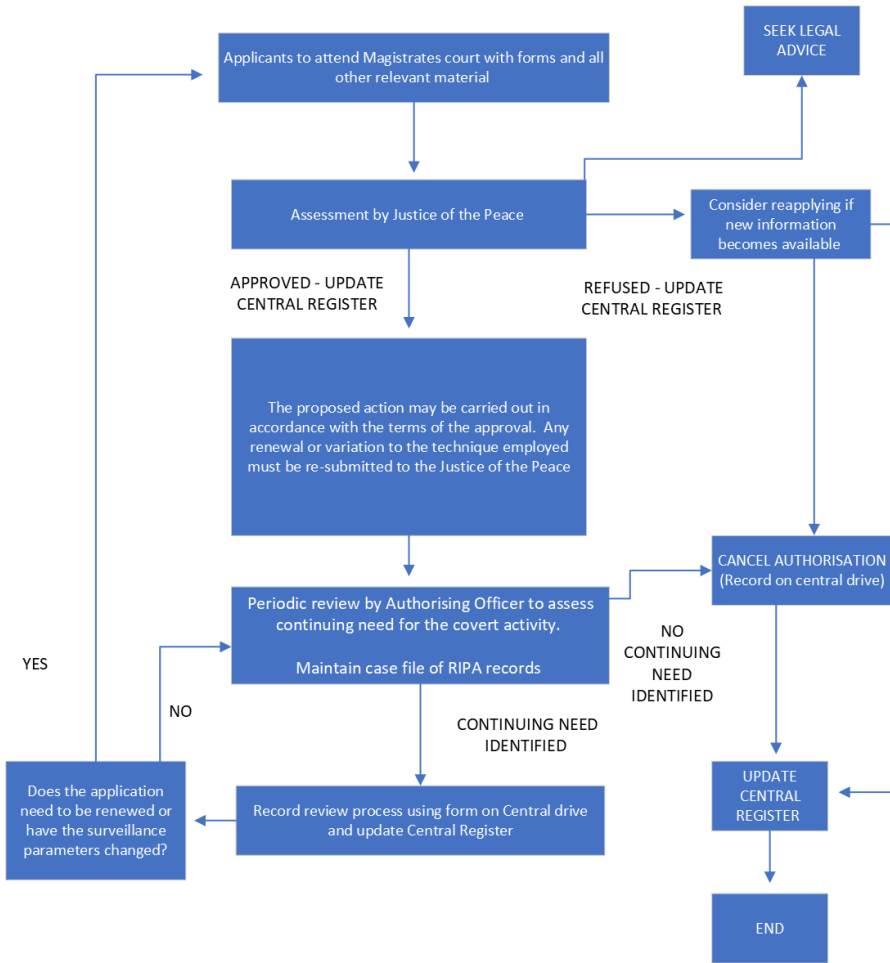 SEEK LEGAL
ADVICE
Applicants to attend Magistrates court with forms and all
other relevant material
Assessment by Justice of the Peace
Consider reapplying if
new information
becomes available
APPROVED - UPDATE
CENTRAL REGISTER
REFUSED - UPDATE
CENTRAL REGISTER
The proposed action may be carried out in
accordance with the terms of the approval.  Any
renewal or variation to the technique employed
must be re-submitted to the Justice of the Peace
CANCEL AUTHORISATION
(Record on central drive)
Periodic review by Authorising Officer to assess
continuing need for the covert activity.
Maintain case file of RIPA records
NO
CONTINUING
NEED
IDENTIFIED
YES
NO
CONTINUING NEED
IDENTIFIED
Does the application
need to be renewed or
have the surveillance
parameters changed?
Record review process using form on Central drive
and update Central Register
UPDATE
CENTRAL
REGISTER
END